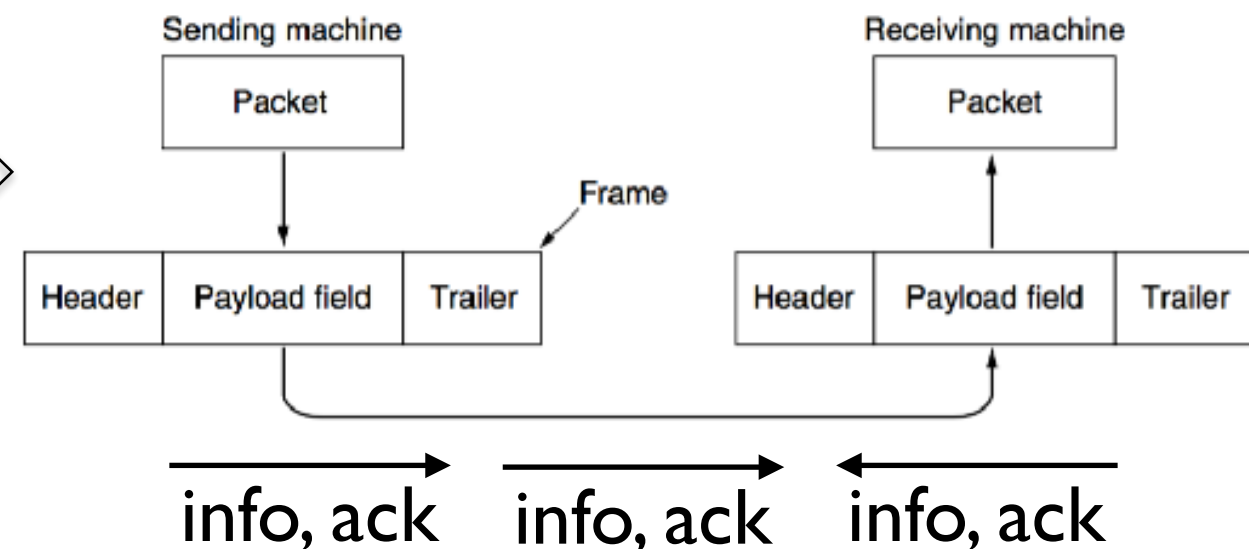 Sending machine
Receiving machine
Packet
Packet
Frame
Header
Payload field
Trailer
Header
Payload field
Trailer
info, ack
info, ack
info, ack